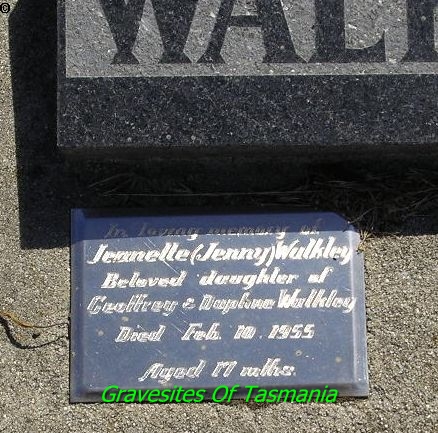 ©
WAL
In loving memory of
Jeanette (Jenny) Walkley
Beloved daughter of
Geoffrey & Daphne Walkley
Died Feb. 10. 1955
Aged 17 mths.
Gravesites Of Tasmania